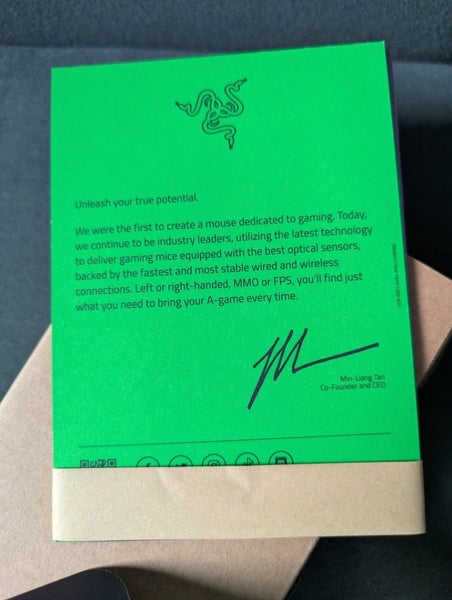 Unleash your true potential.
We were the first to create a mouse dedicated to gaming. Today,
we continue to be industry leaders, utilizing the latest technology
to deliver gaming mice equipped with the best optical sensors,
backed by the fastest and most stable wired and wireless
connections. Left or right-handed, MMO or FPS, you'll find just
what you need to bring your A-game every time.
Min-Liang Tan
Co-Founder and CEO